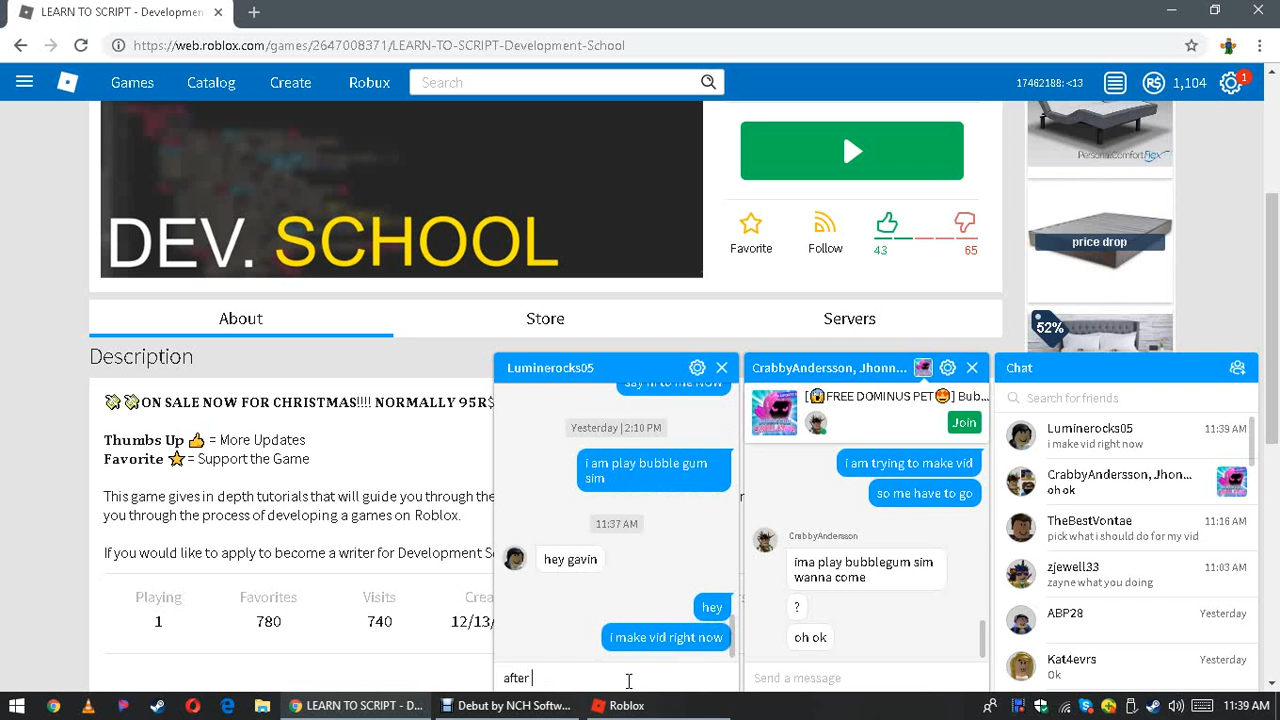 LEARN TO SCRIPT - Development
https://web.roblox.com/games/2647008371/LEARN-TO-SCRIPT-Development-School
Games Catalog Create Robux Search 17462188: <13 R$ 1,104 1
DEV. SCHOOL
Favorite Follow 43 65
PersonalComfortFlex
price drop
52%
About Store Servers
Description
ON SALE NOW FOR CHRISTMAS!!!! NORMALLY 95R$
Thumbs Up 👍 = More Updates
Favorite ⭐= Support the Game
This game gives in depth tutorials that will guide you through the
you through the process of developing a games on Roblox.
If you would like to apply to become a writer for Development S
Playing Favorites Visits Crea
1 780 740 12/13/
Luminerocks05
say hi to me NOW
Yesterday | 2:10 PM
i am play bubble gum
sim
11:37 AM
hey gavin
hey
i make vid right now
after
CrabbyAndersson, Jhonn...
[😱FREE DOMINUS PET🤩] Bub...
Join
i am trying to make vid
so me have to go
CrabbyAndersson
ima play bubblegum sim
wanna come
?
oh ok
Send a message
Chat
Search for friends
Luminerocks05 11:39 AM
i make vid right now
CrabbyAndersson, Jhonn...
oh ok
TheBestVontae 11:16 AM
pick what i should do for my vid
zjewell33 11:03 AM
zayne what you doing
ABP28 Yesterday
Kat4evrs Yesterday
Ok
LEARN TO SCRIPT - D... Debut by NCH Softw... Roblox 11:39 AM